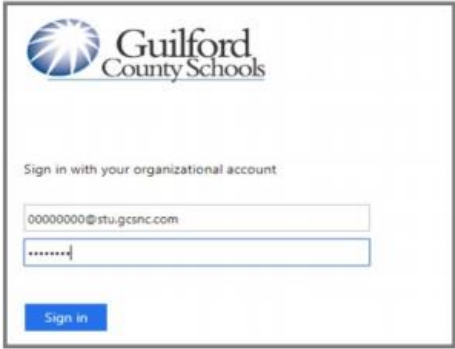 Guilford
County Schools
Sign in with your organizational account
00000000@stu.gcsnc.com
••••••••
Sign in